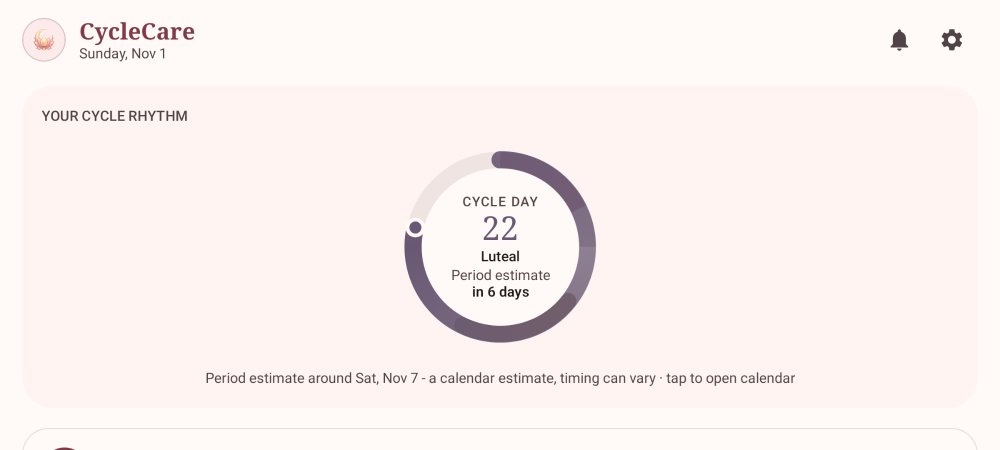 CycleCare
Sunday, Nov 1
YOUR CYCLE RHYTHM
CYCLE DAY
22
Luteal
Period estimate
in 6 days
Period estimate around Sat, Nov 7 - a calendar estimate, timing can vary · tap to open calendar